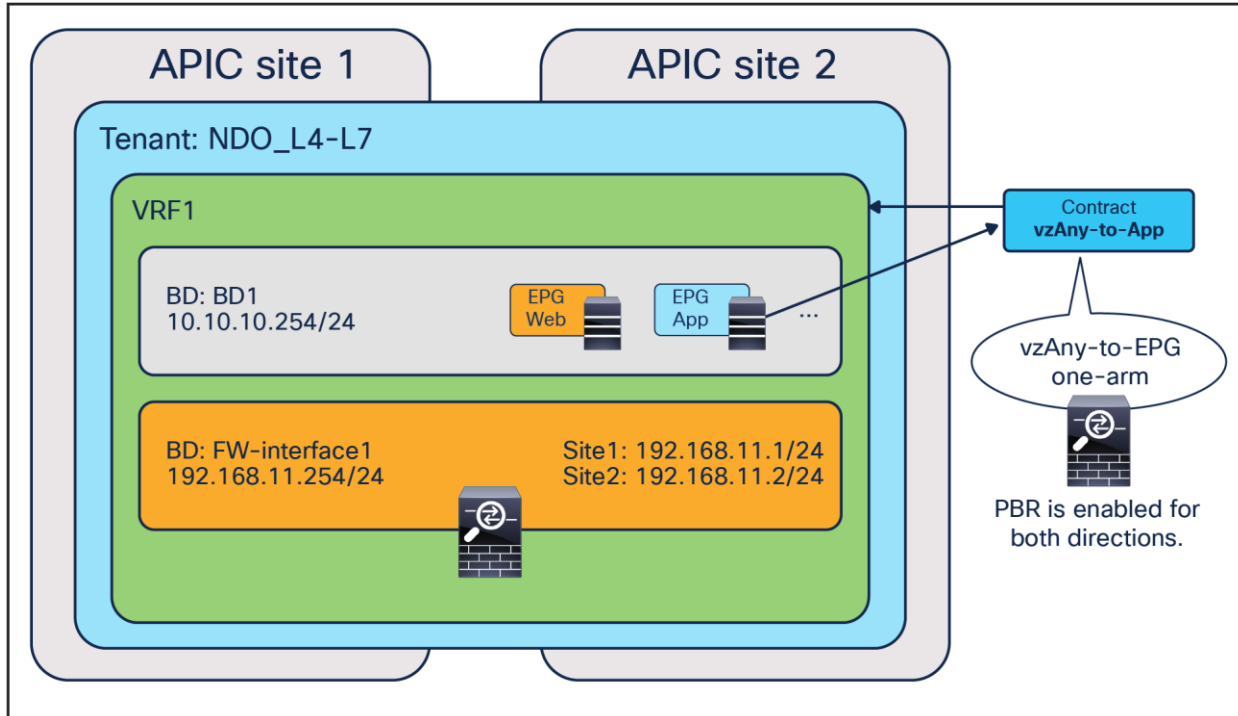 APIC site 1
APIC site 2
Tenant: NDO_L4-L7
VRF1
BD: BD1
10.10.10.254/24
EPG
Web
EPG
App
...
Contract
vzAny-to-App
vzAny-to-EPG
one-arm
PBR is enabled for
both directions.
BD: FW-interface1
192.168.11.254/24
Site1: 192.168.11.1/24
Site2: 192.168.11.2/24